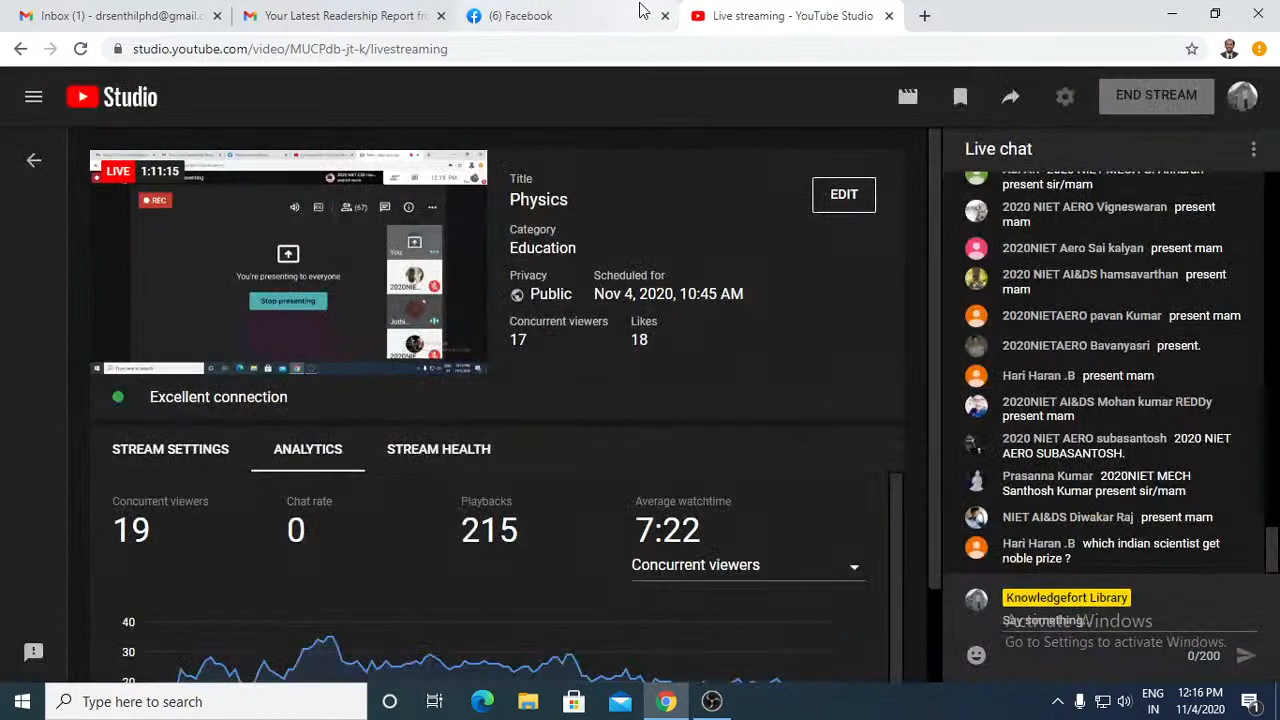 Inbox (1) - drsenthilphd@gmail.c
Your Latest Readership Report from
(6) Facebook
Live streaming - YouTube Studio
studio.youtube.com/video/MUCPdb-jt-k/livestreaming
Studio
END STREAM
LIVE 1:11:15
REC
(67)
You're presenting to everyone
Stop presenting
You
2020NIE...
Jothi...
2020NIE
Title
Physics
EDIT
Category
Education
Privacy
Public
Scheduled for
Nov 4, 2020, 10:45 AM
Concurrent viewers
17
Likes
18
Excellent connection
STREAM SETTINGS
ANALYTICS
STREAM HEALTH
Concurrent viewers
19
Chat rate
0
Playbacks
215
Average watchtime
7:22
Concurrent viewers
40
30
20
Live chat
present sir/mam
2020 NIET AERO Vigneswaran present
mam
2020NIET Aero Sai kalyan present mam
2020 NIET AI&DS hamsavarthan present
mam
2020NIETAERO pavan Kumar present mam
2020NIETAERO Bavanyasri present.
Hari Haran .B present mam
2020 NIET AI&DS Mohan kumar REDDy
present mam
2020 NIET AERO subasantosh 2020 NIET
AERO SUBASANTOSH.
Prasanna Kumar 2020NIET MECH
Santhosh Kumar present sir/mam
NIET AI&DS Diwakar Raj present mam
Hari Haran .B which indian scientist get
noble prize ?
Knowledgefort Library
Say something...
Activate Windows
Go to Settings to activate Windows.
0/200
Type here to search
ENG
IN
12:16 PM
11/4/2020
1